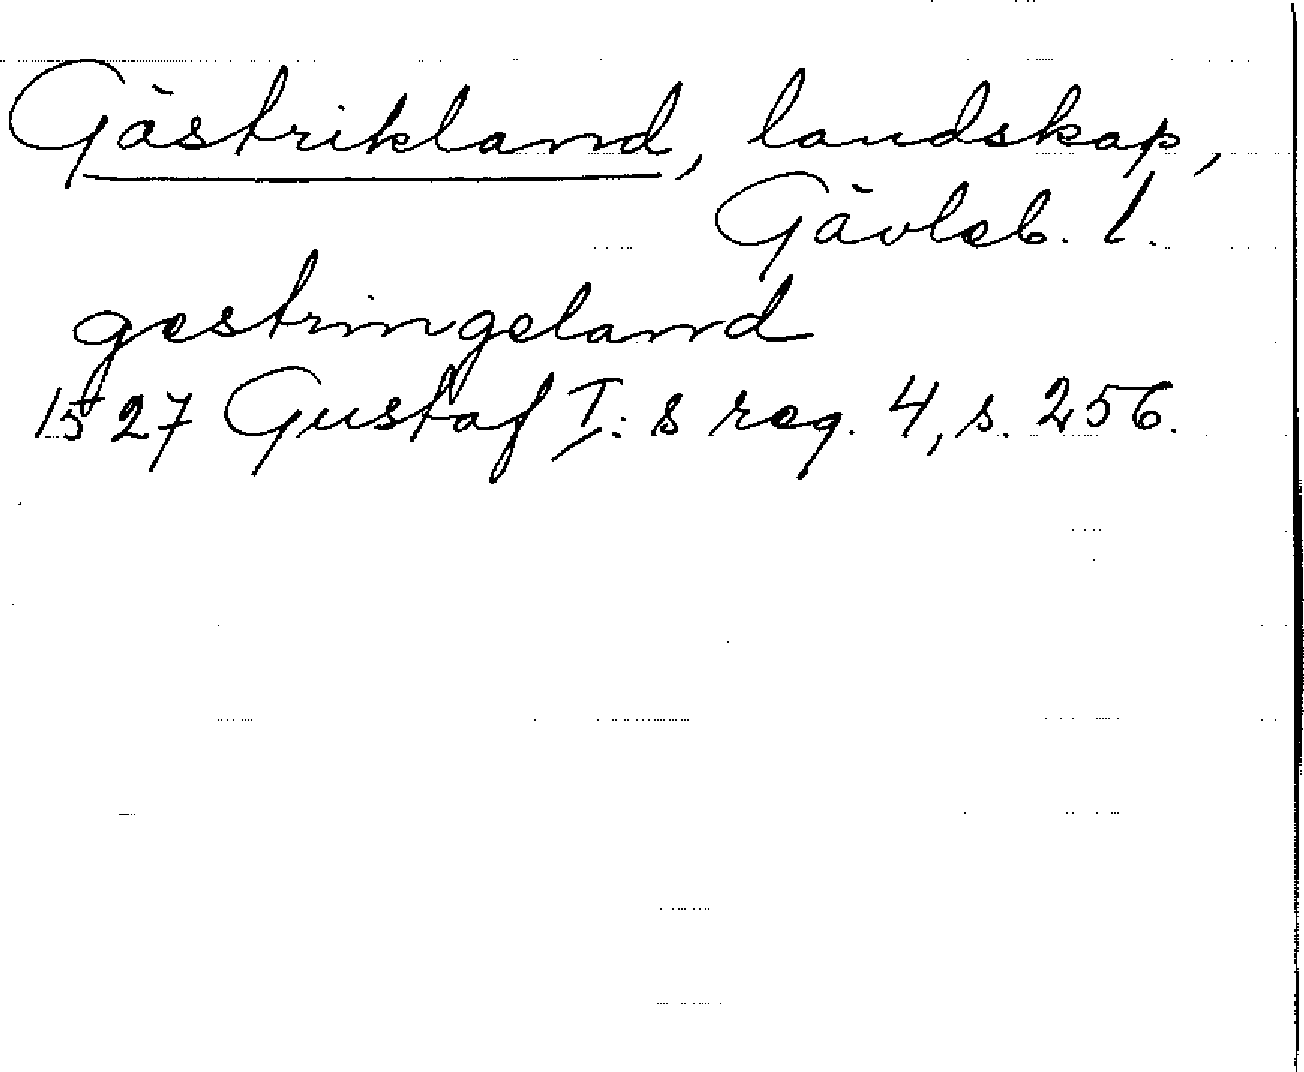 Gästrikland, landskap,
Gävleb. l.
gestringeland
1527 Gustaf I:s reg. 4, s. 256.